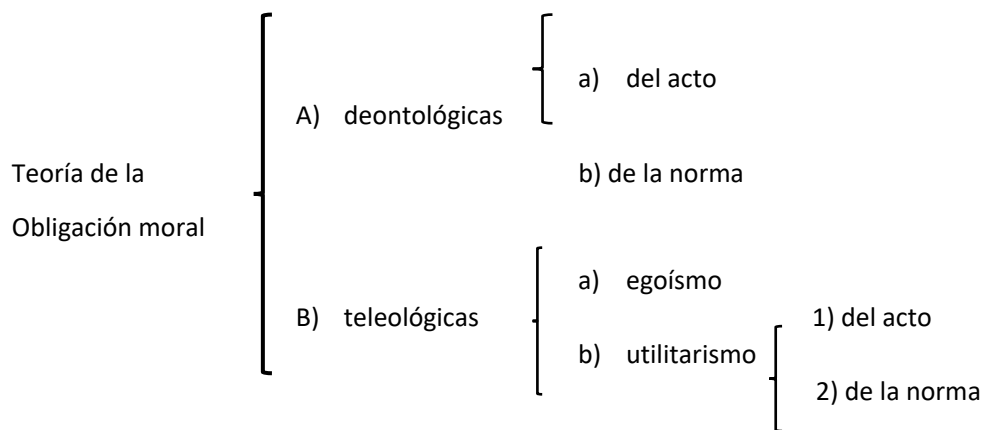 a) del acto
A) deontológicas
Teoría de la
b) de la norma
Obligación moral
a) egoísmo
B) teleológicas
1) del acto
b) utilitarismo
2) de la norma